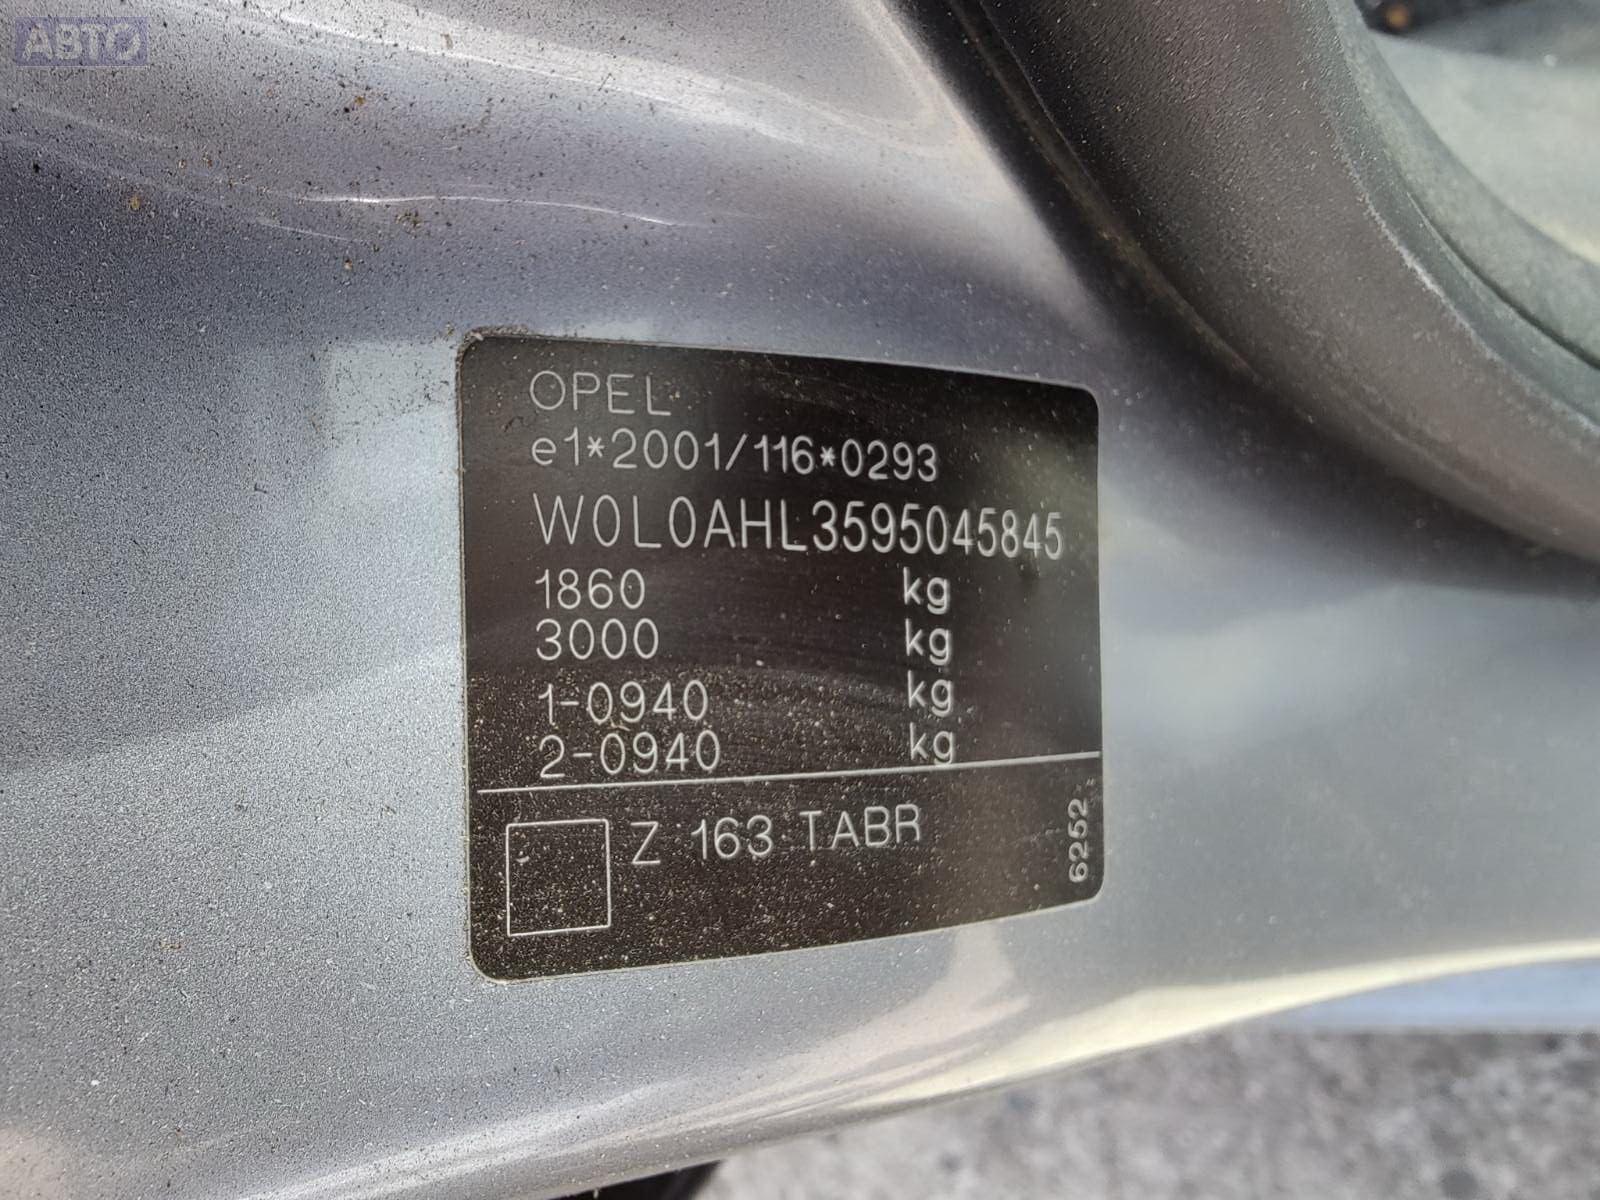 АВТО
OPEL
e1*2001/116*0293
W0L0AHL3595045845
1860 kg
3000 kg
1-0940 kg
2-0940 kg
Z 163 TABR
6252